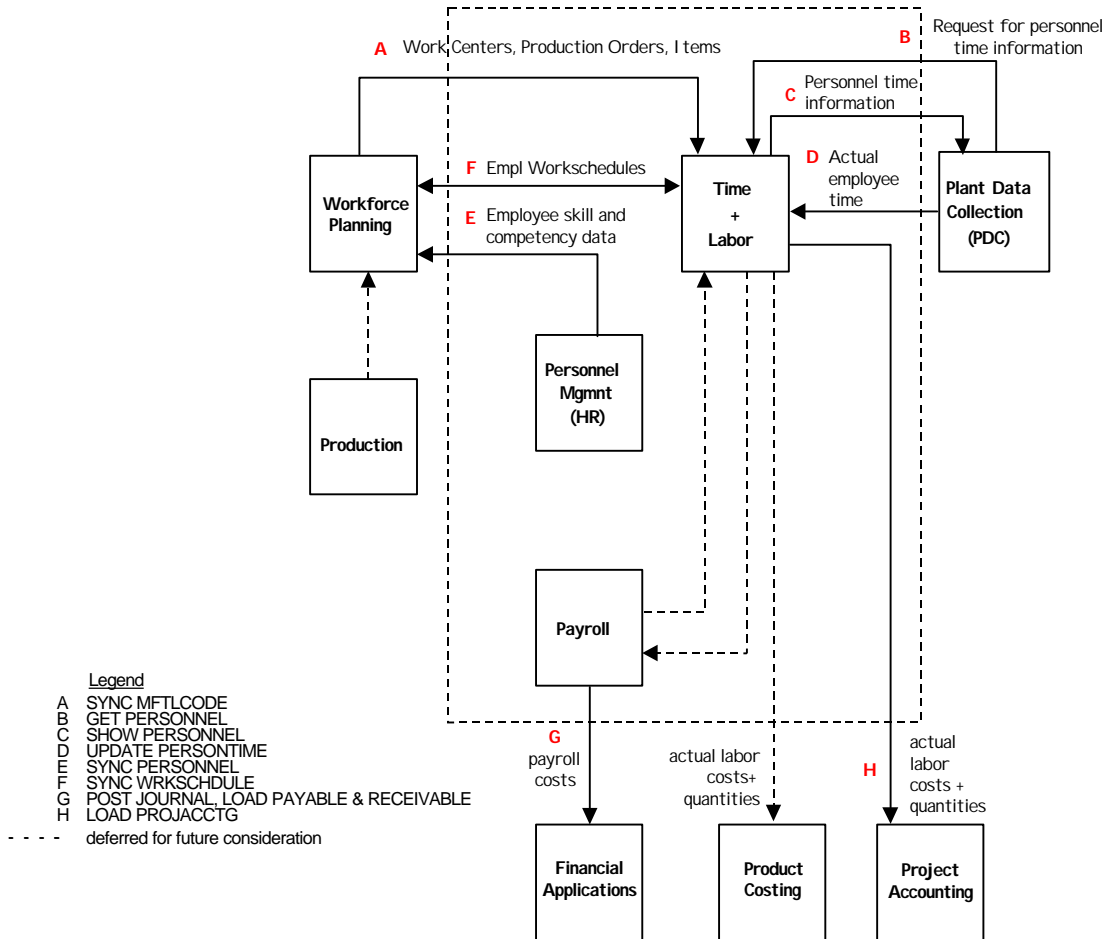 A Work Centers, Production Orders, Items
B Request for personnel
time information
C Personnel time
information
F Empl Workschedules
D Actual
employee
time
E Employee skill and
competency data
Workforce
Planning
Time
+
Labor
Plant Data
Collection
(PDC)
Personnel
Mgmnt
(HR)
Production
Payroll
Legend
A SYNC MFTLCODE
B GET PERSONNEL
C SHOW PERSONNEL
D UPDATE PERSONTIME
E SYNC PERSONNEL
F SYNC WRKSCHDULE
G POST JOURNAL, LOAD PAYABLE & RECEIVABLE
H LOAD PROJACCTG
- - - - deferred for future consideration
G
payroll
costs
actual labor
costs+
quantities
H
actual
labor
costs +
quantities
Financial
Applications
Product
Costing
Project
Accounting